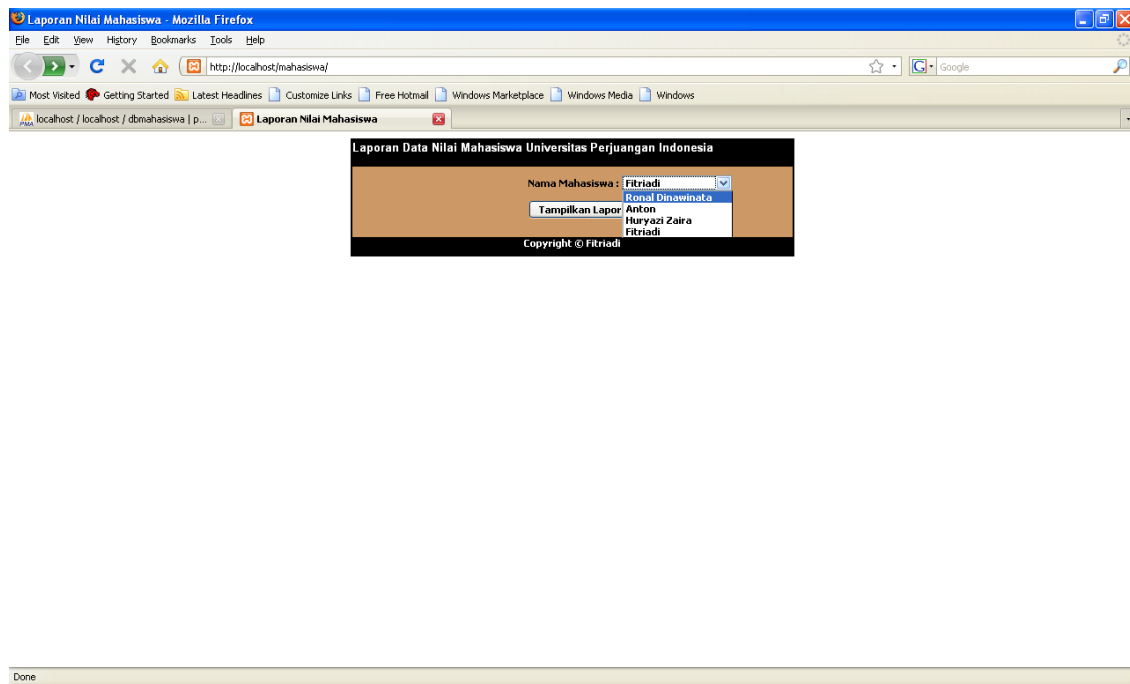 Laporan Nilai Mahasiswa - Mozilla Firefox
File Edit View History Bookmarks Tools Help
http://localhost/mahasiswa/
G Google
Most Visited Getting Started Latest Headlines Customize Links Free Hotmail Windows Marketplace Windows Media Windows
PMA localhost / localhost / dbmahasiswa | p... Laporan Nilai Mahasiswa
Laporan Data Nilai Mahasiswa Universitas Perjuangan Indonesia
Nama Mahasiswa : Fitriadi
Ronal Dinawinata
Tampilkan Lapor Anton
Huryazi Zaira
Fitriadi
Copyright © Fitriadi
Done